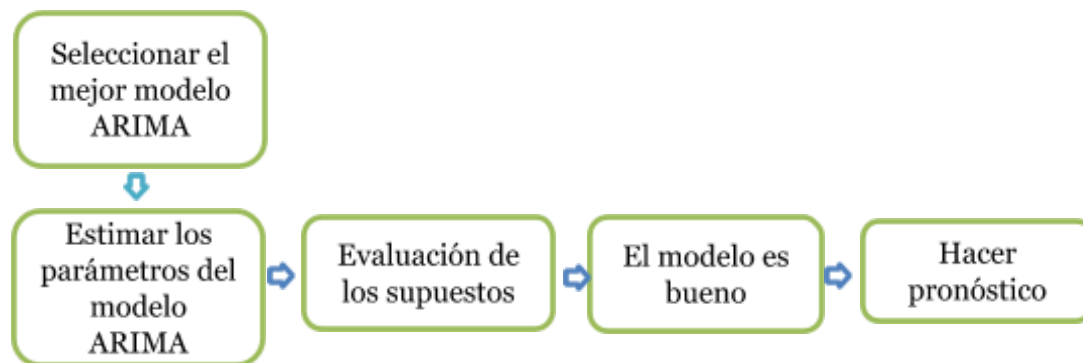 Seleccionar el
mejor modelo
ARIMA
Estimar los
parámetros del
modelo
ARIMA
Evaluación de
los supuestos
El modelo es
bueno
Hacer
pronóstico